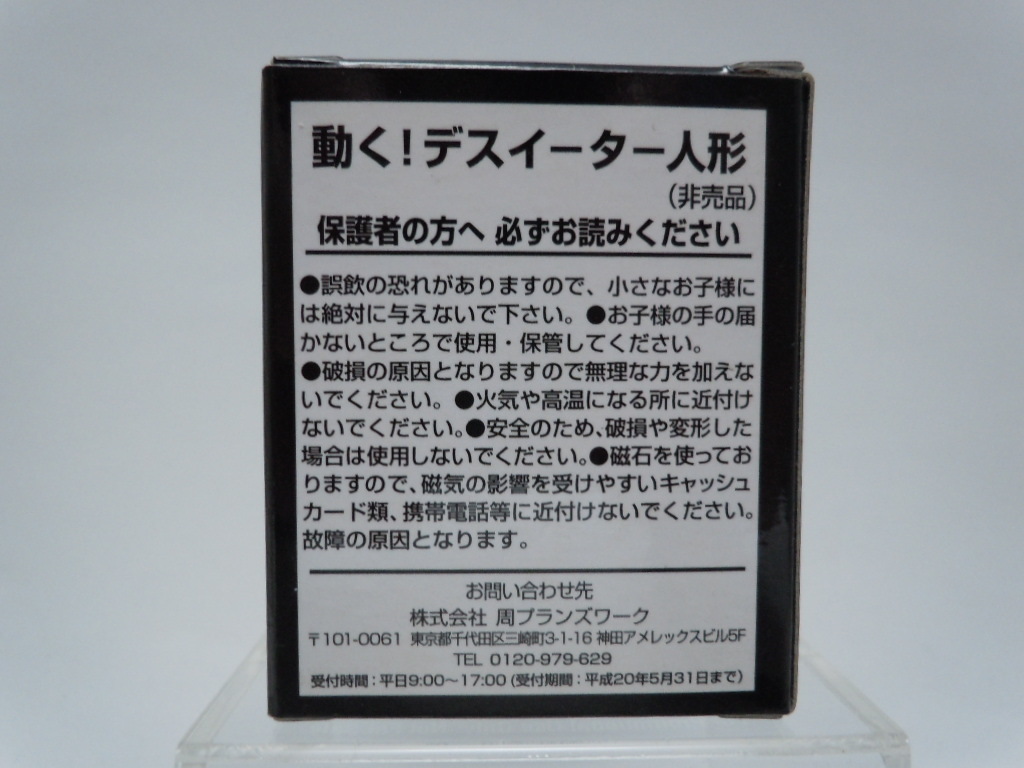 動く!デスイーター人形
(非売品)
保護者の方へ 必ずお読みください
●誤飲の恐れがありますので、小さなお子様に
は絶対に与えないで下さい。●お子様の手の届
かないところで使用・保管してください。
●破損の原因となりますので無理な力を加えな
いでください。●火気や高温になる所に近付け
ないでください。●安全のため、破損や変形した
場合は使用しないでください。●磁石を使ってお
りますので、磁気の影響を受けやすいキャッシュ
カード類、携帯電話等に近付けないでください。
故障の原因となります。
お問い合わせ先
株式会社 周プランズワーク
〒101-0061 東京都千代田区三崎町3-1-16 神田アメレックスビル5F
TEL 0120-979-629
受付時間:平日9:00〜17:00(受付期間:平成20年5月31日まで)